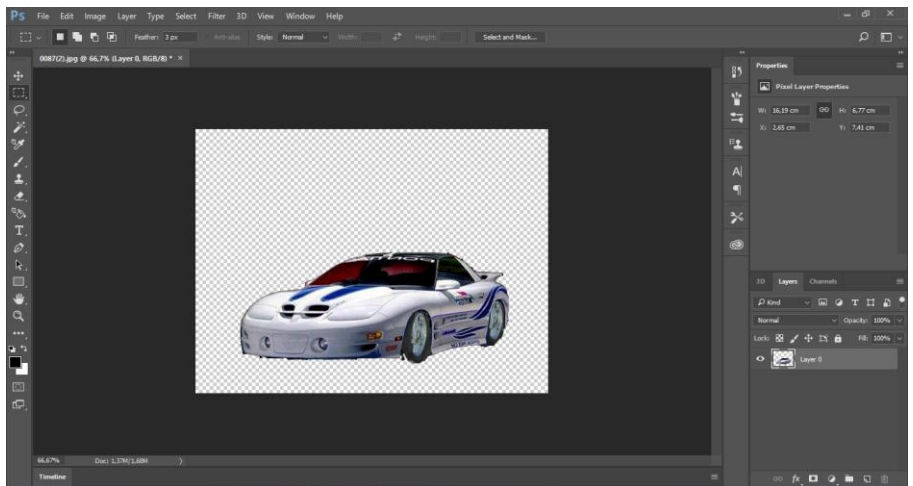 Ps File Edit Image Layer Type Select Filter 3D View Window Help
Feather: 3 px Anti-alias Style: Normal Width: Height: Select and Mask...
0087(2).jpg @ 66,7% (Layer 0, RGB/8) * ×
Properties
Pixel Layer Properties
W: 16,19 cm H: 6,77 cm
X: 2,65 cm Y: 7,41 cm
3D Layers Channels
Kind
Normal Opacity: 100%
Lock: Fill: 100%
Layer 0
66,67% Doc: 1,37M/1,68M
Timeline